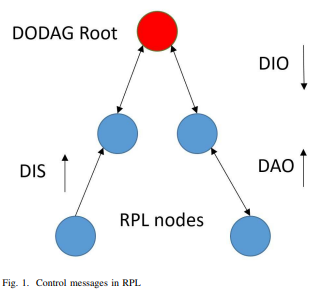 DODAG Root
DIO
DIS
DAO
RPL nodes
Fig. 1. Control messages in RPL